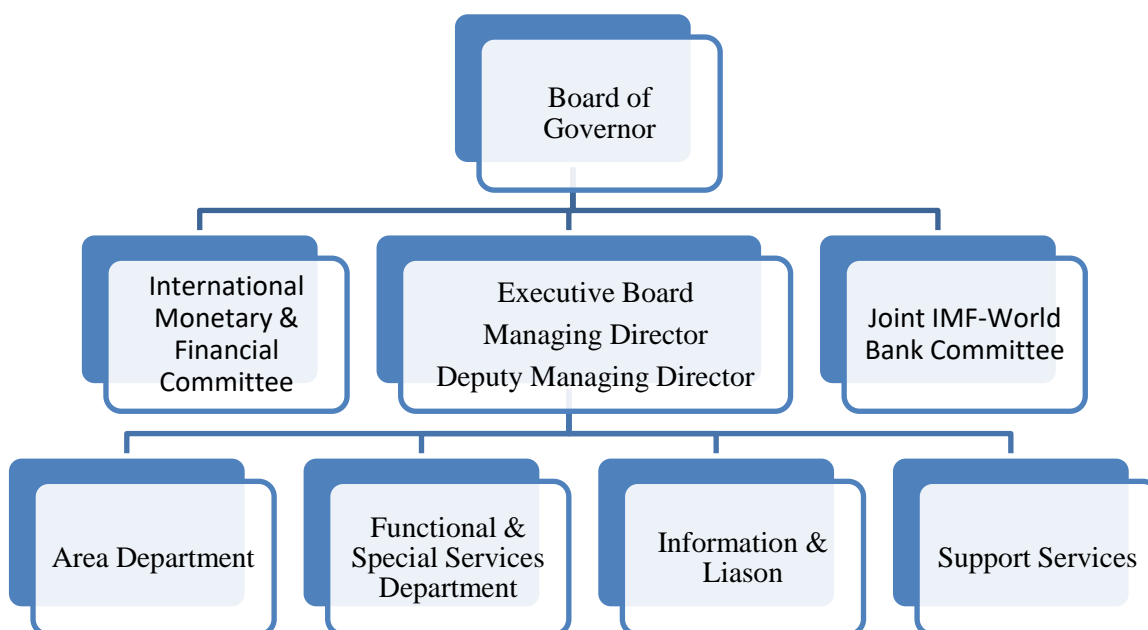 Board of
Governor
International
Monetary &
Financial
Committee
Executive Board
Managing Director
Deputy Managing Director
Joint IMF-World
Bank Committee
Area Department
Functional &
Special Services
Department
Information &
Liason
Support Services